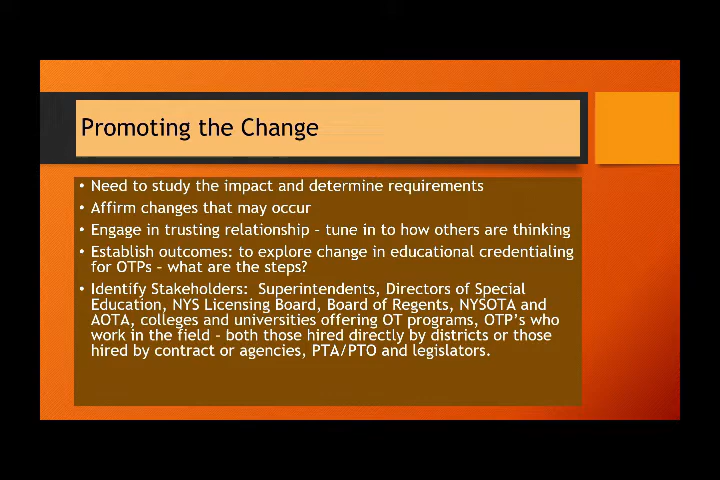 Promoting the Change
• Need to study the impact and determine requirements
• Affirm changes that may occur
• Engage in trusting relationship – tune in to how others are thinking
• Establish outcomes: to explore change in educational credentialing
for OTPs – what are the steps?
• Identify Stakeholders: Superintendents, Directors of Special
Education, NYS Licensing Board, Board of Regents, NYSOTA and
AOTA, colleges and universities offering OT programs, OTP's who
work in the field – both those hired directly by districts or those
hired by contract or agencies, PTA/PTO and legislators.